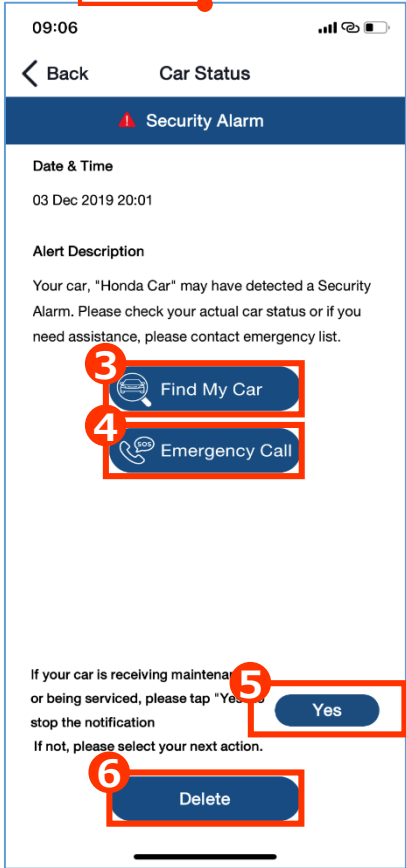 09:06
Back Car Status
Security Alarm
Date & Time
03 Dec 2019 20:01
Alert Description
Your car, "Honda Car" may have detected a Security
Alarm. Please check your actual car status or if you
need assistance, please contact emergency list.
3
Find My Car
4
SOS Emergency Call
If your car is receiving
or being serviced, please tap
stop the notification
If not, please select your next action.
5
Yes
6
Delete